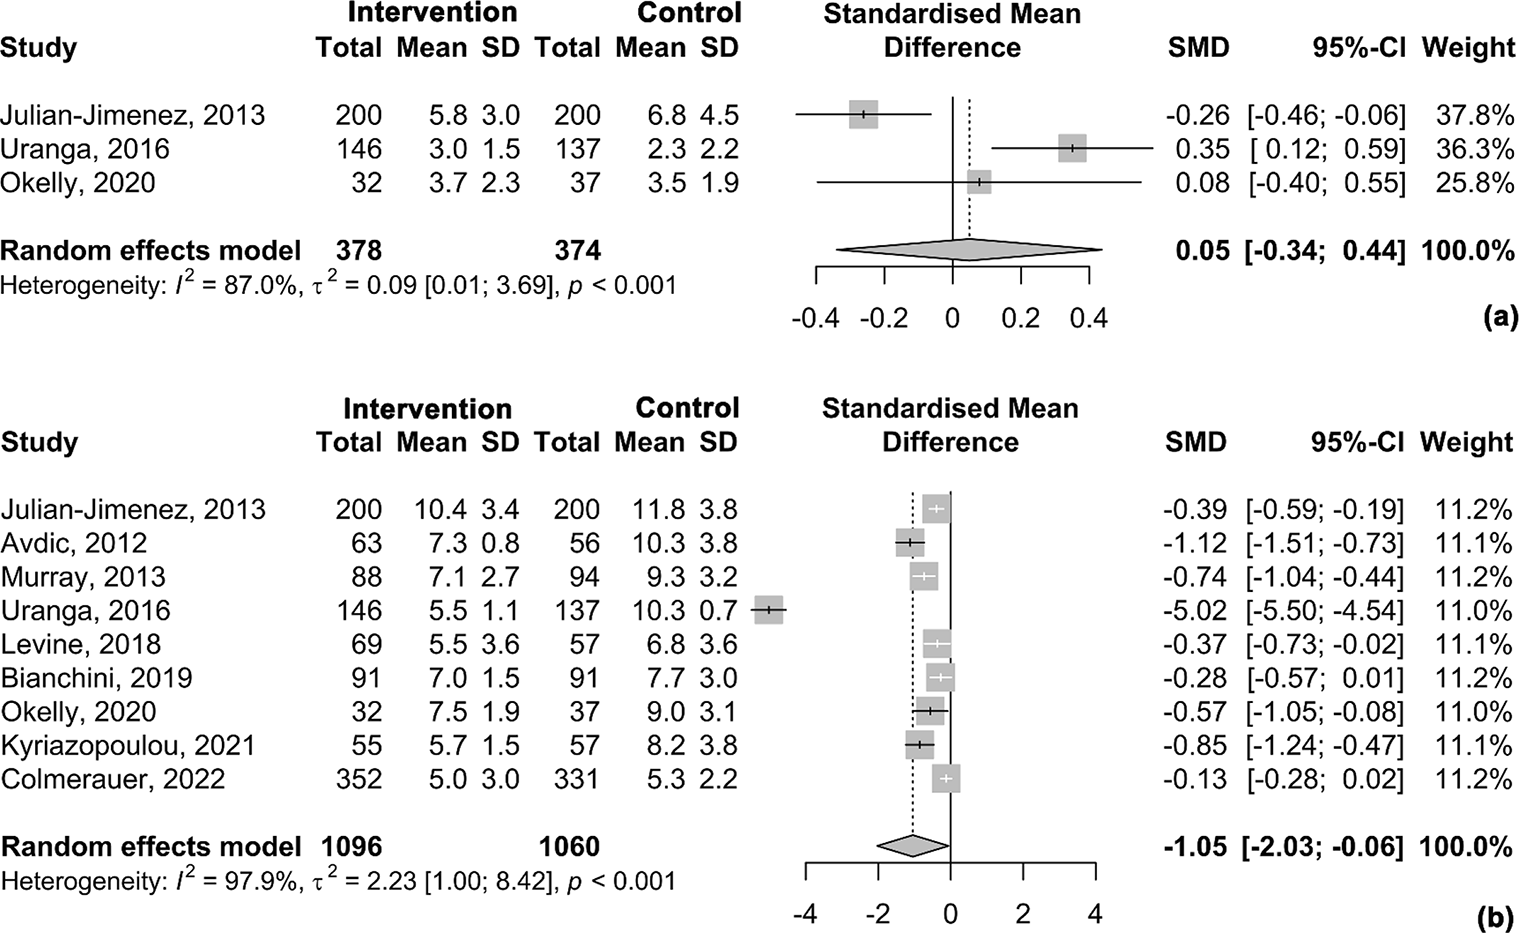 Intervention Control Standardised Mean
Study Total Mean SD Total Mean SD Difference SMD 95%-CI Weight
Julian-Jimenez, 2013 200 5.8 3.0 200 6.8 4.5 -0.26 [-0.46; -0.06] 37.8%
Uranga, 2016 146 3.0 1.5 137 2.3 2.2 0.35 [ 0.12; 0.59] 36.3%
Okelly, 2020 32 3.7 2.3 37 3.5 1.9 0.08 [-0.40; 0.55] 25.8%
Random effects model 378 374 0.05 [-0.34; 0.44] 100.0%
Heterogeneity: I² = 87.0%, τ² = 0.09 [0.01; 3.69], p < 0.001
-0.4 -0.2 0 0.2 0.4 (a)
Intervention Control Standardised Mean
Study Total Mean SD Total Mean SD Difference SMD 95%-CI Weight
Julian-Jimenez, 2013 200 10.4 3.4 200 11.8 3.8 -0.39 [-0.59; -0.19] 11.2%
Avdic, 2012 63 7.3 0.8 56 10.3 3.8 -1.12 [-1.51; -0.73] 11.1%
Murray, 2013 88 7.1 2.7 94 9.3 3.2 -0.74 [-1.04; -0.44] 11.2%
Uranga, 2016 146 5.5 1.1 137 10.3 0.7 -5.02 [-5.50; -4.54] 11.0%
Levine, 2018 69 5.5 3.6 57 6.8 3.6 -0.37 [-0.73; -0.02] 11.1%
Bianchini, 2019 91 7.0 1.5 91 7.7 3.0 -0.28 [-0.57; 0.01] 11.2%
Okelly, 2020 32 7.5 1.9 37 9.0 3.1 -0.57 [-1.05; -0.08] 11.0%
Kyriazopoulou, 2021 55 5.7 1.5 57 8.2 3.8 -0.85 [-1.24; -0.47] 11.1%
Colmerauer, 2022 352 5.0 3.0 331 5.3 2.2 -0.13 [-0.28; 0.02] 11.2%
Random effects model 1096 1060 -1.05 [-2.03; -0.06] 100.0%
Heterogeneity: I² = 97.9%, τ² = 2.23 [1.00; 8.42], p < 0.001
-4 -2 0 2 4 (b)